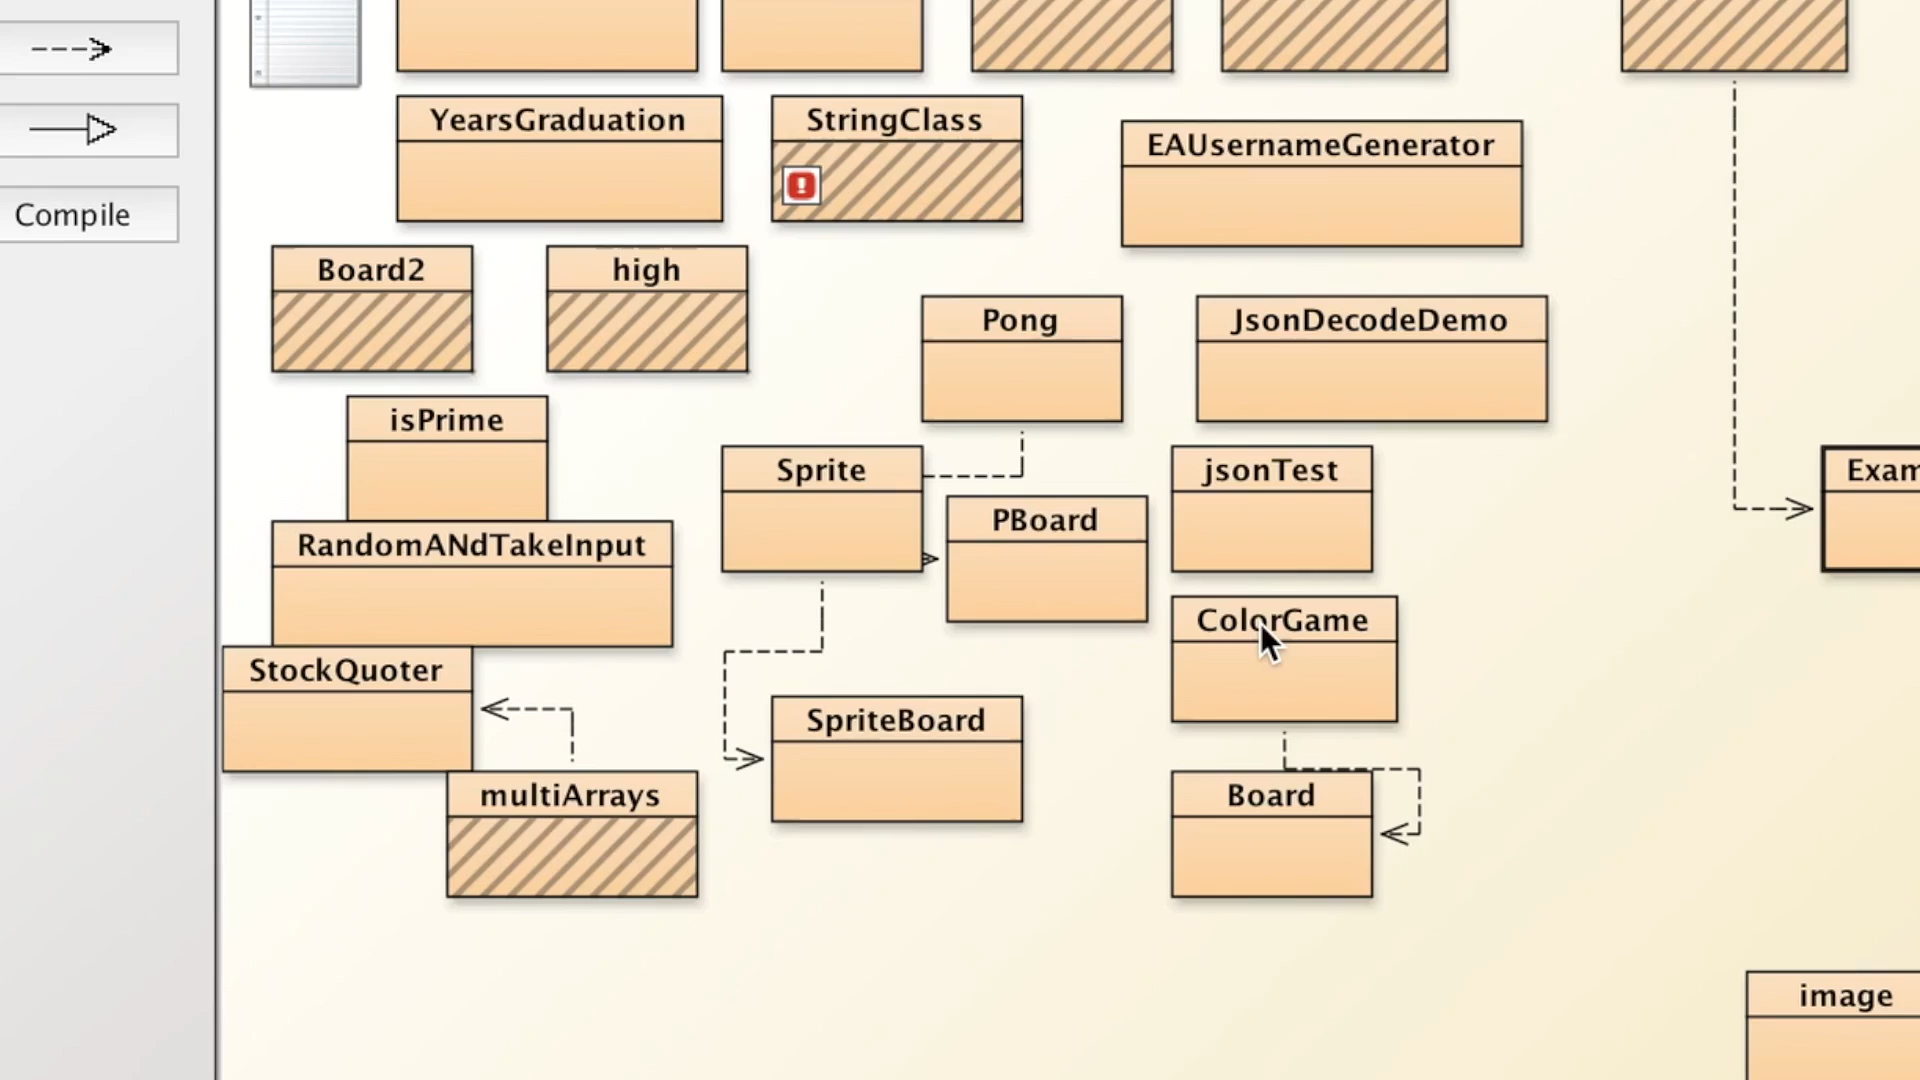 YearsGraduation
StringClass
EAUsernameGenerator
Compile
Board2
high
Pong
JsonDecodeDemo
isPrime
Sprite
jsonTest
Exam
PBoard
RandomANdTakeInput
ColorGame
StockQuoter
SpriteBoard
multiArrays
Board
image